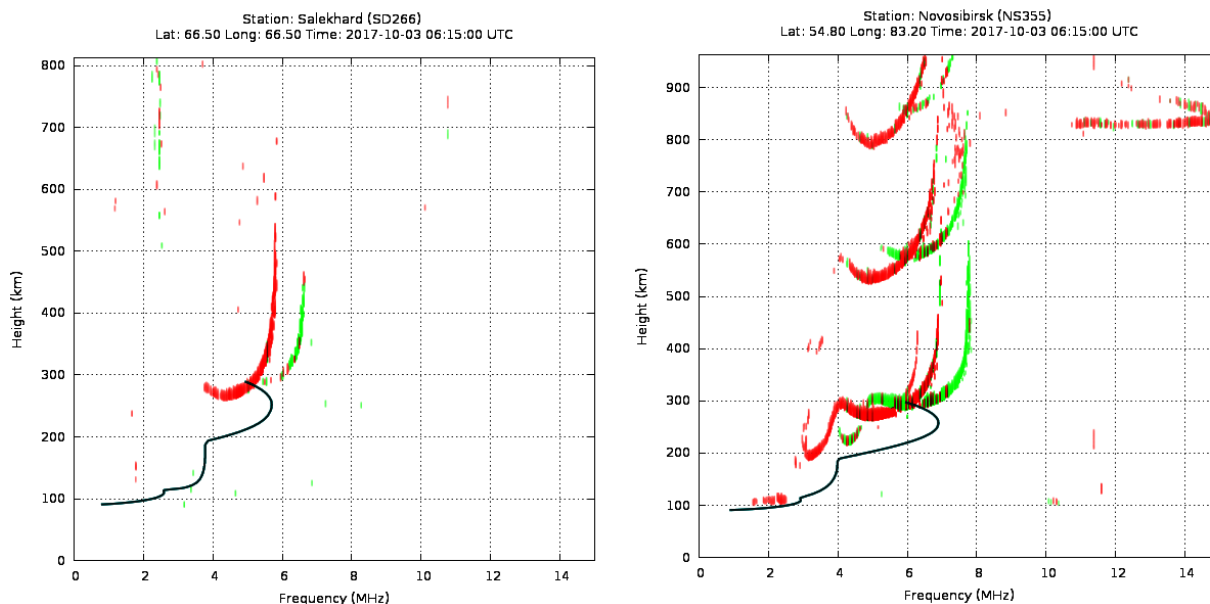 Station: Salekhard (SD266)
Lat: 66.50 Long: 66.50 Time: 2017-10-03 06:15:00 UTC
800
700
600
500
400
300
200
100
0
Height (km)
0 2 4 6 8 10 12 14
Frequency (MHz)
Station: Novosibirsk (NS355)
Lat: 54.80 Long: 83.20 Time: 2017-10-03 06:15:00 UTC
900
800
700
600
500
400
300
200
100
0
Height (km)
0 2 4 6 8 10 12 14
Frequency (MHz)